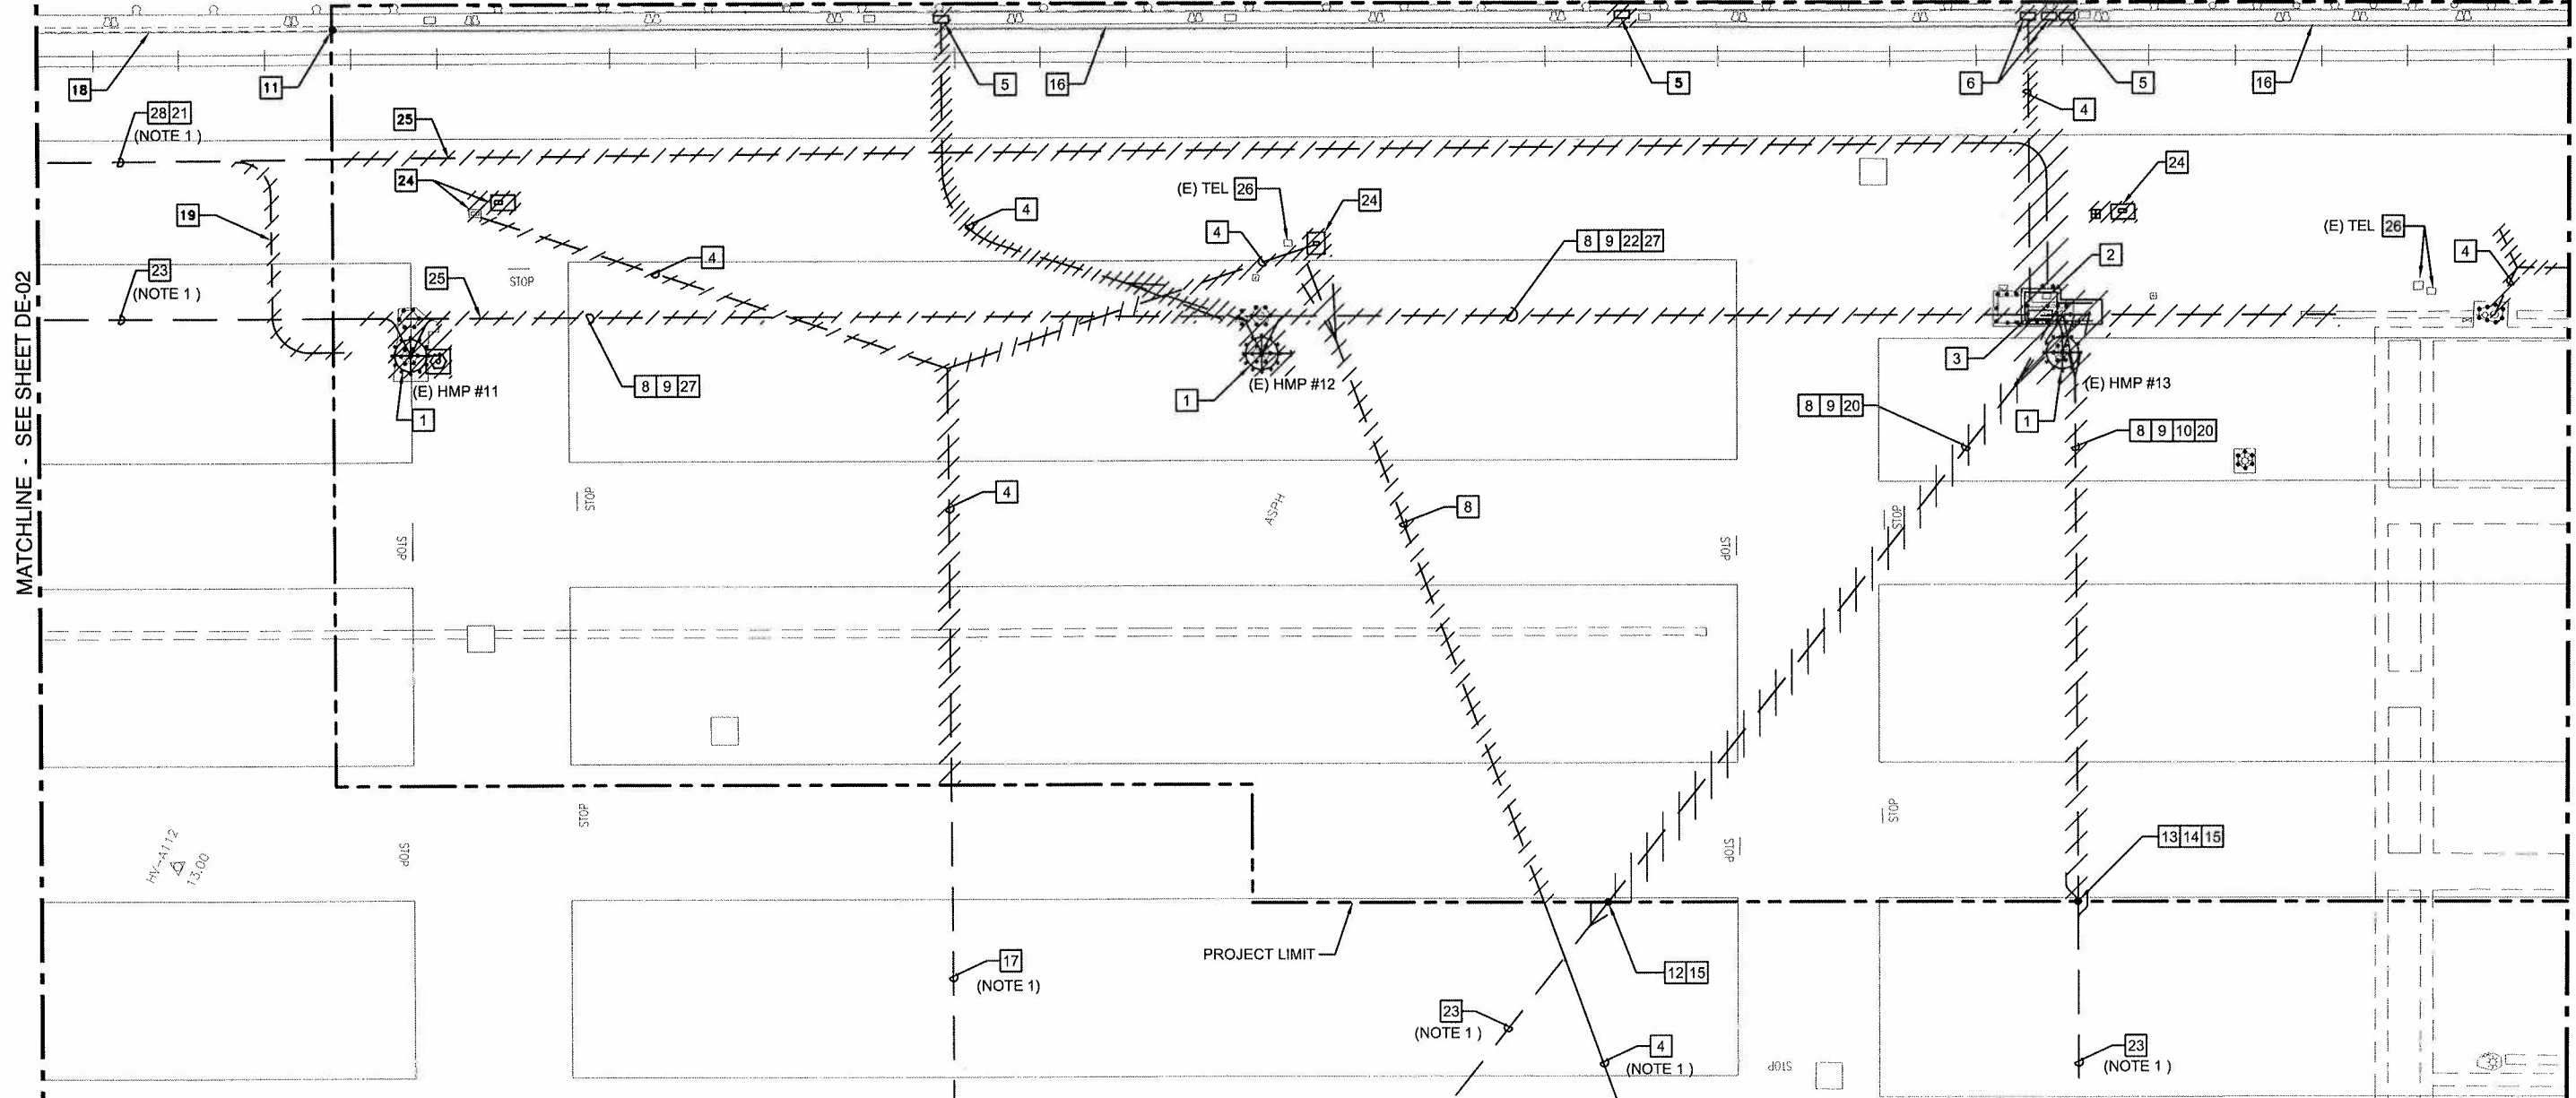 18
11
5
16
5
6
5
4
16
28 21
(NOTE 1 )
25
24
19
4
(E) TEL 26
24
4
4
8 9 22 27
24
(E) TEL 26
4
2
23
(NOTE 1 )
25
STOP
MATCHLINE - SEE SHEET DE-02
8 9 27
(E) HMP #11
1
1
(E) HMP #12
3
(E) HMP #13
1
8 9 20
8 9 10 20
STOP
STOP
4
ASPH
8
STOP
STOP
HV-A112
13.00
STOP
STOP
STOP
STOP
13 14 15
PROJECT LIMIT
12 15
17
(NOTE 1)
23
(NOTE 1 )
4
(NOTE 1 )
STOP
23
(NOTE 1 )